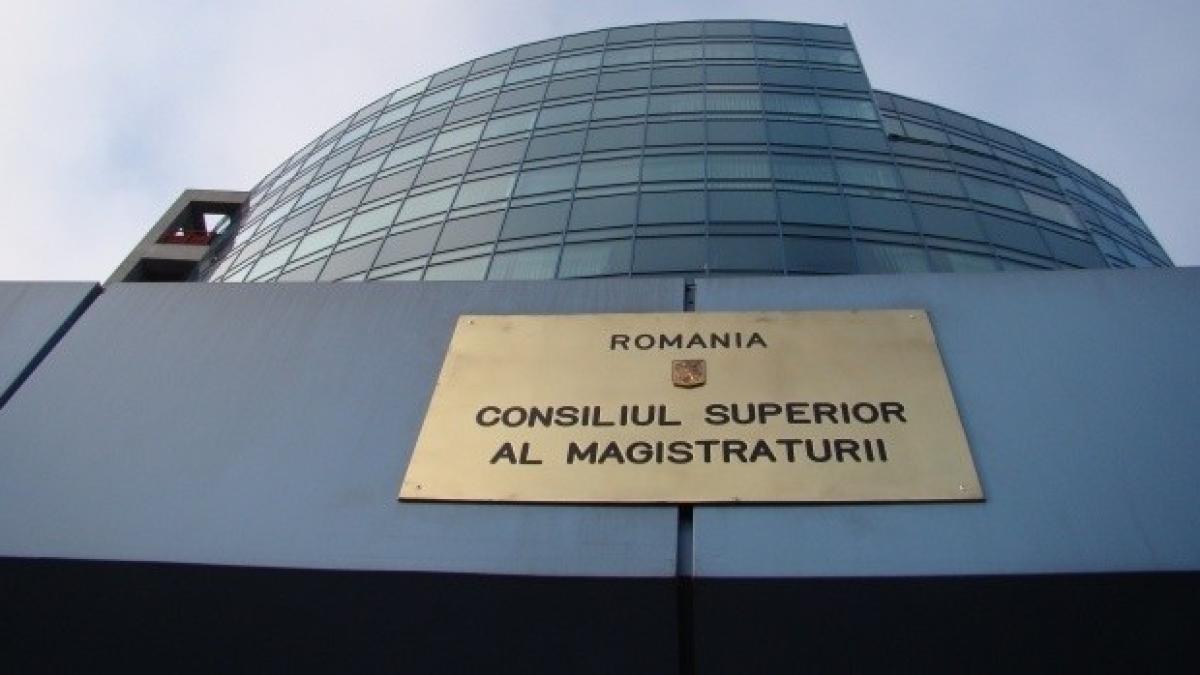 ROMANIA
CONSILIUL SUPERIOR
AL MAGISTRATURII